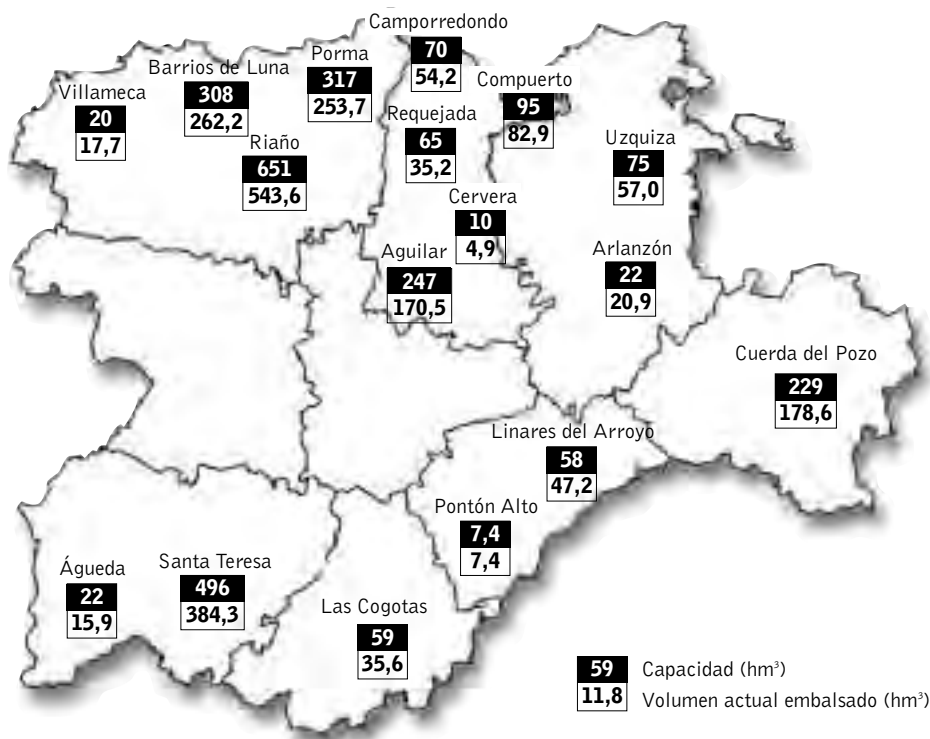 Camporredondo
70
54,2
Porma
317
253,7
Barrios de Luna
308
262,2
Compuerto
95
82,9
Villameca
20
17,7
Requejada
65
35,2
Riaño
651
543,6
Uzquiza
75
57,0
Cervera
10
4,9
Aguilar
247
170,5
Arlanzón
22
20,9
Cuerda del Pozo
229
178,6
Linares del Arroyo
58
47,2
Pontón Alto
7,4
7,4
Águeda
22
15,9
Santa Teresa
496
384,3
Las Cogotas
59
35,6
59 Capacidad (hm³)
11,8 Volumen actual embalsado (hm³)